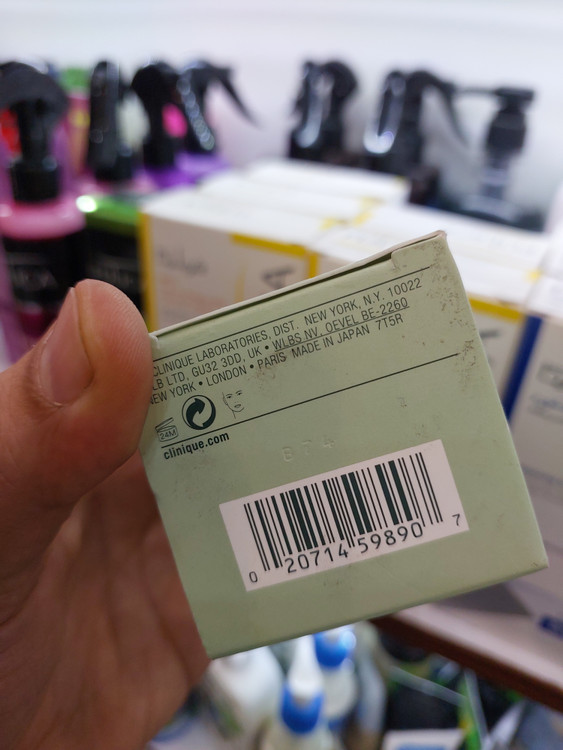 CLINIQUE LABORATORIES, DIST. NEW YORK, N.Y. 10022
LB LTD, GU32 3DD, UK • WLBS NV. OEVEL BE-2260
NEW YORK • LONDON • PARIS MADE IN JAPAN 7T5R
24M
clinique.com
B74
0 20714 59890 7